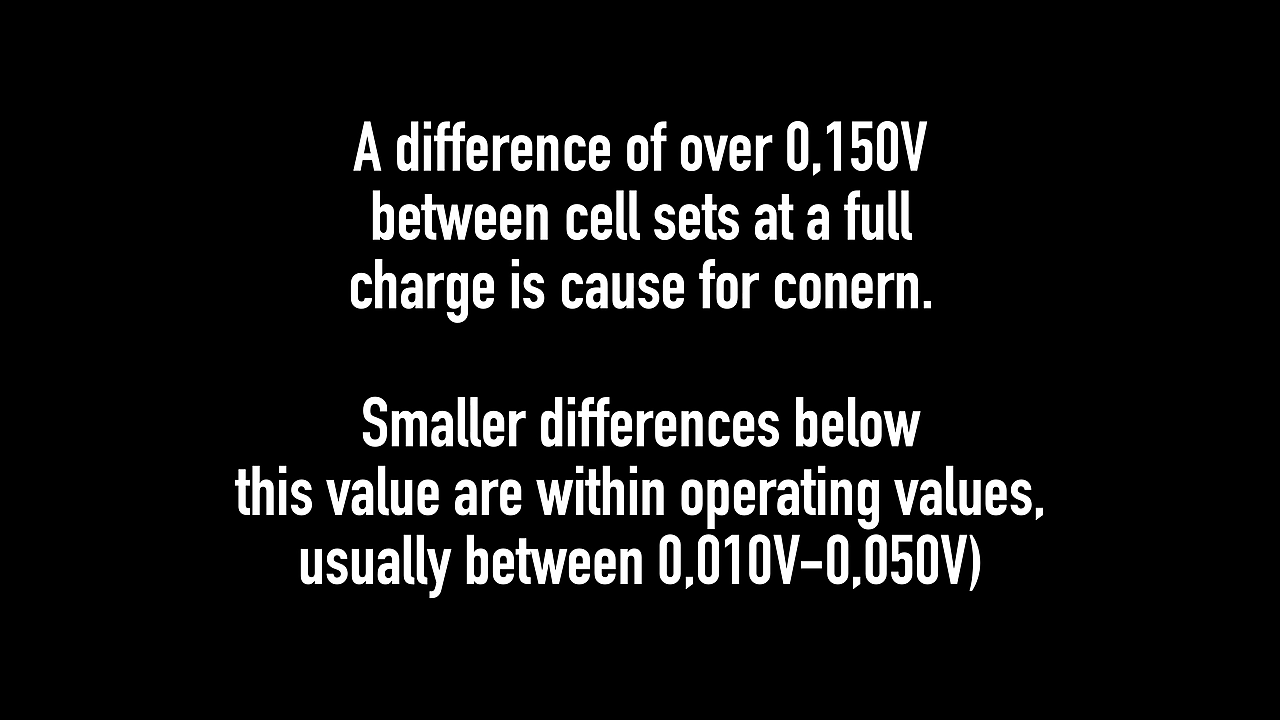 A difference of over 0,150V
between cell sets at a full
charge is cause for conern.
Smaller differences below
this value are within operating values,
usually between 0,010V-0,050V)